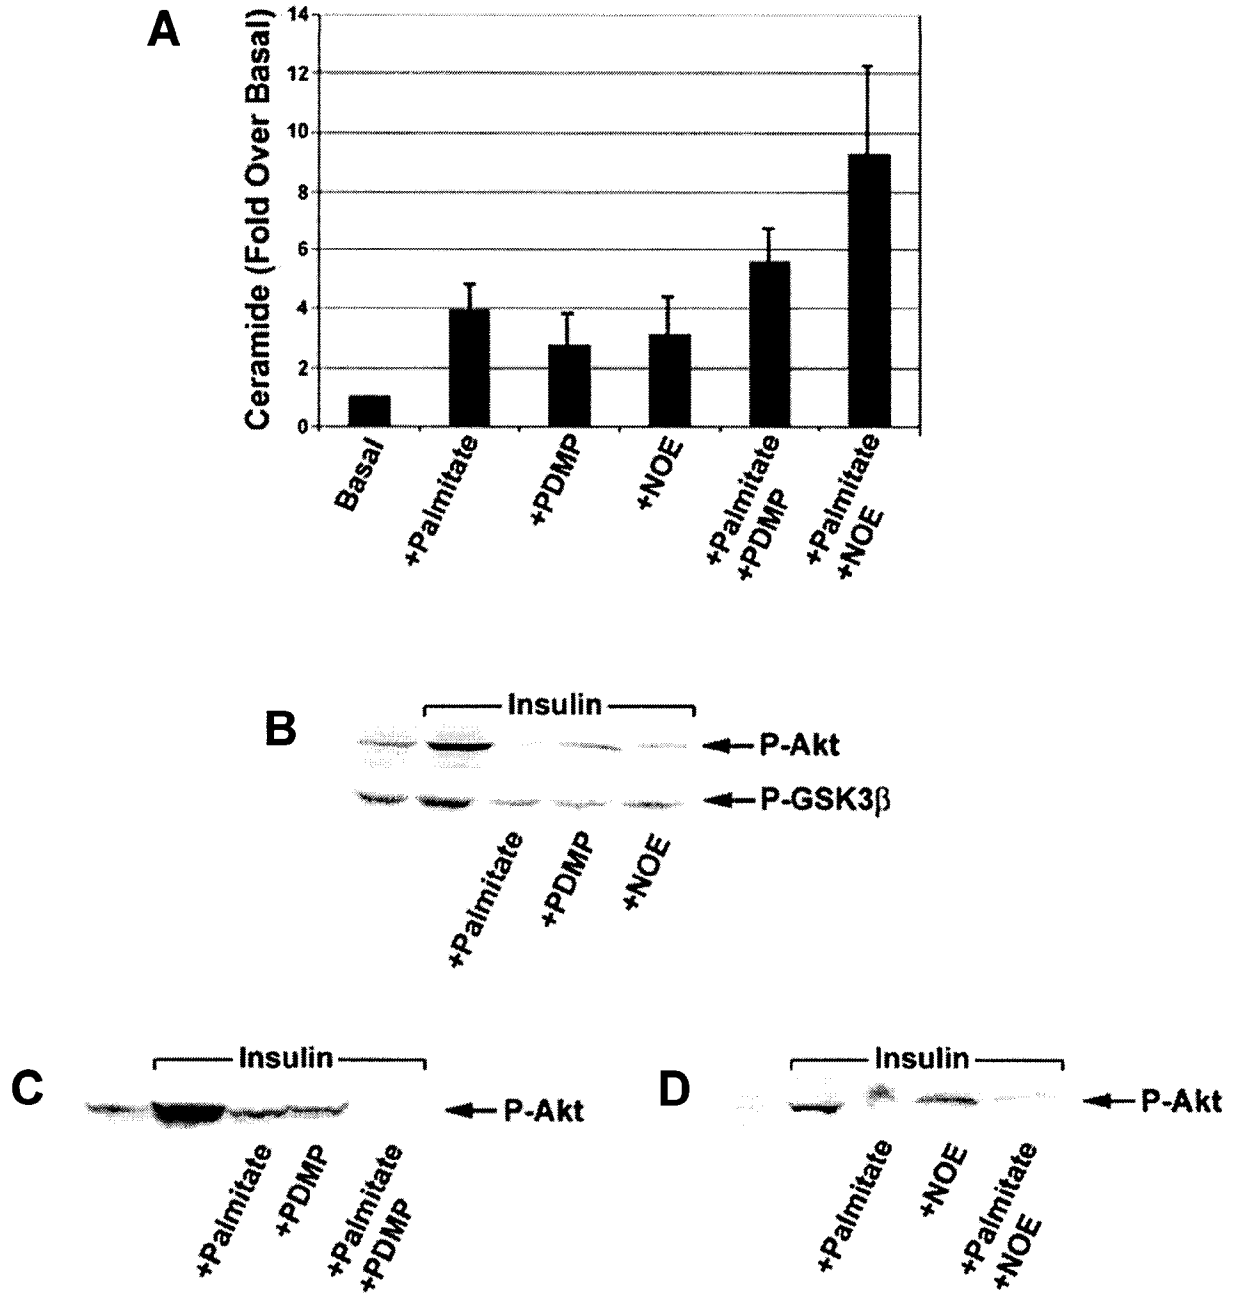 A
Ceramide (Fold Over Basal)
14
12
10
8
6
4
2
0
Basal
+Palmitate
+PDMP
+NOE
+Palmitate
+PDMP
+Palmitate
+NOE
B
Insulin
P-Akt
P-GSK3β
+Palmitate
+PDMP
+NOE
C
Insulin
P-Akt
+Palmitate
+PDMP
+Palmitate
+PDMP
D
Insulin
P-Akt
+Palmitate
+NOE
+Palmitate
+NOE